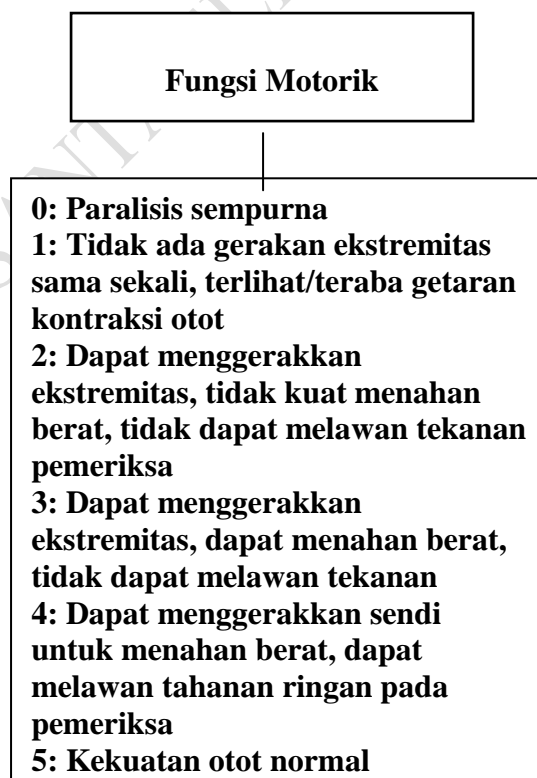 Fungsi Motorik
0: Paralisis sempurna
1: Tidak ada gerakan ekstremitas
sama sekali, terlihat/teraba getaran
kontraksi otot
2: Dapat menggerakkan
ekstremitas, tidak kuat menahan
berat, tidak dapat melawan tekanan
pemeriksa
3: Dapat menggerakkan
ekstremitas, dapat menahan berat,
tidak dapat melawan tekanan
4: Dapat menggerakkan sendi
untuk menahan berat, dapat
melawan tahanan ringan pada
pemeriksa
5: Kekuatan otot normal